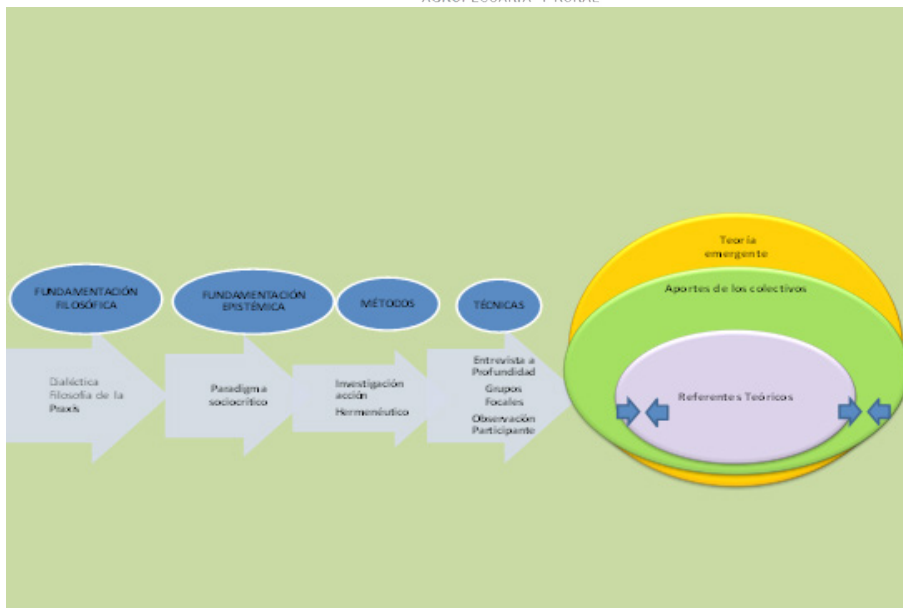 FUNDAMENTACIÓN
FILOSÓFICA
FUNDAMENTACIÓN
EPISTÉMICA
MÉTODOS
TÉCNICAS
Dialéctica
Filosofía de la
Praxis
Paradigma
sociocrítico
Investigación
acción
Hermenéutico
Entrevista a
Profundidad
Grupos
Focales
Observación
Participante
Teoría
emergente
Aportes de los colectivos
Referentes Teóricos